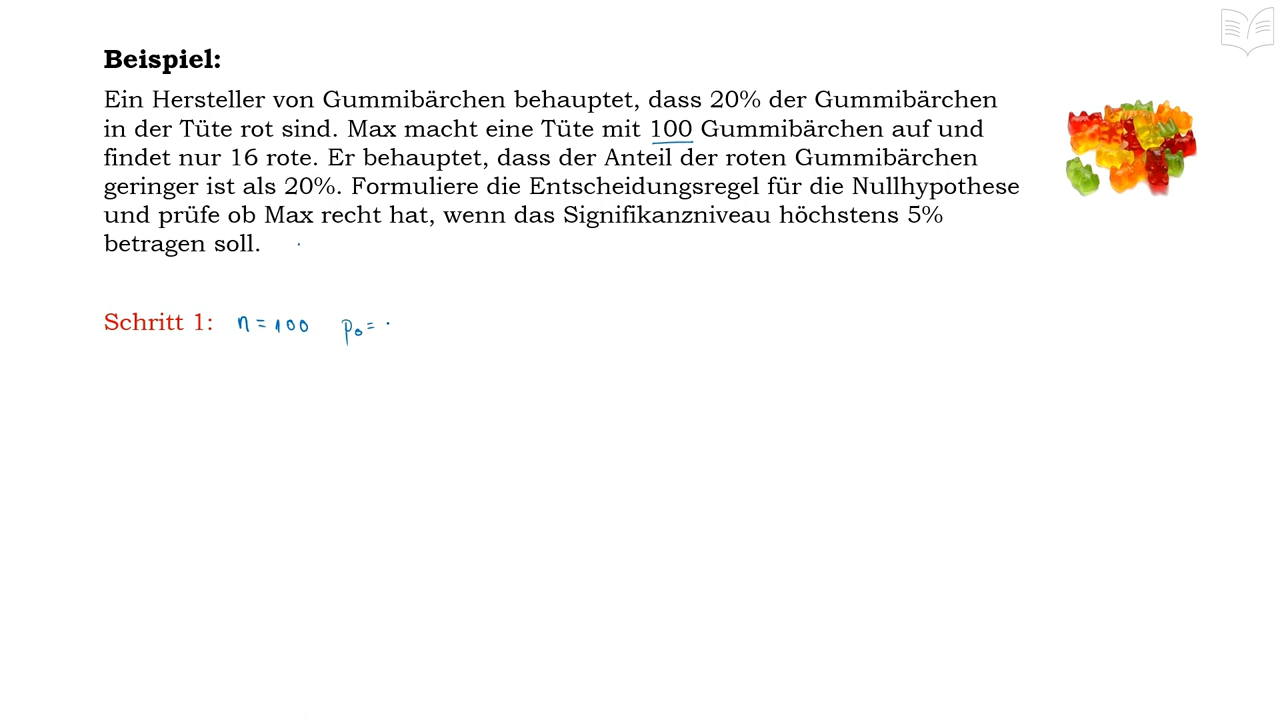 Beispiel:
Ein Hersteller von Gummibärchen behauptet, dass 20% der Gummibärchen
in der Tüte rot sind. Max macht eine Tüte mit 100 Gummibärchen auf und
findet nur 16 rote. Er behauptet, dass der Anteil der roten Gummibärchen
geringer ist als 20%. Formuliere die Entscheidungsregel für die Nullhypothese
und prüfe ob Max recht hat, wenn das Signifikanzniveau höchstens 5%
betragen soll.
Schritt 1: n = 100 p₀ =